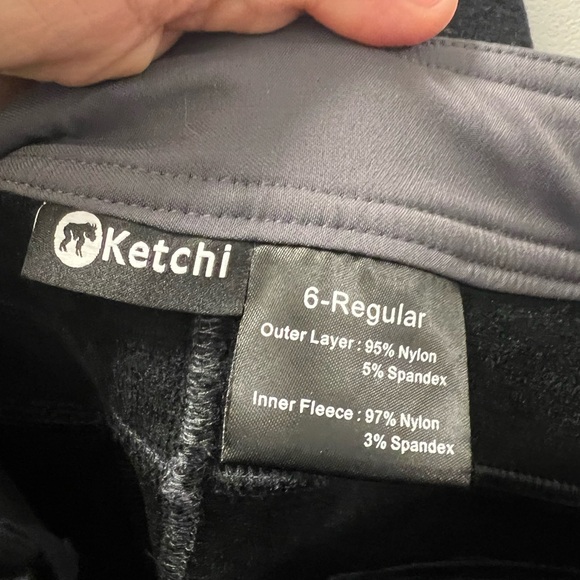 Ketchi
6-Regular
Outer Layer : 95% Nylon
5% Spandex
Inner Fleece : 97% Nylon
3% Spandex